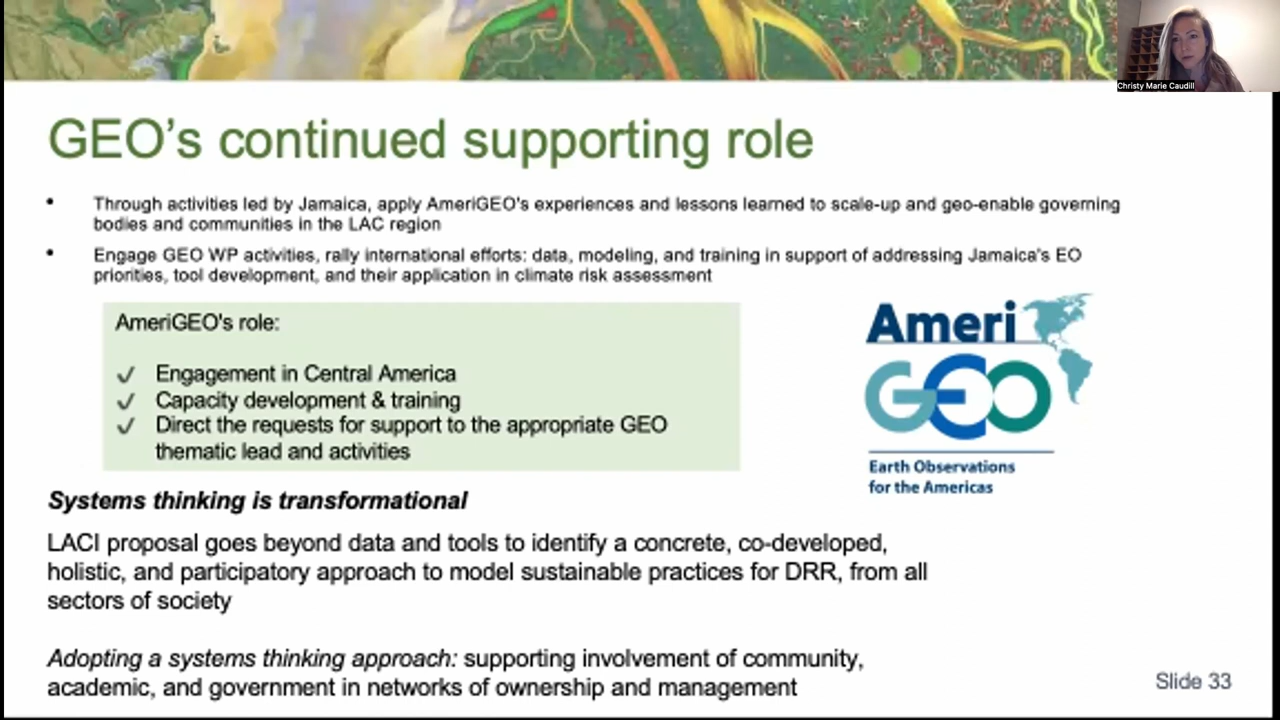 Christy Marie Caudill
GEO's continued supporting role
• Through activities led by Jamaica, apply AmeriGEO's experiences and lessons learned to scale-up and geo-enable governing
bodies and communities in the LAC region
• Engage GEO WP activities, rally international efforts: data, modeling, and training in support of addressing Jamaica's EO
priorities, tool development, and their application in climate risk assessment
AmeriGEO's role:
✓ Engagement in Central America
✓ Capacity development & training
✓ Direct the requests for support to the appropriate GEO
thematic lead and activities
Ameri
GEO
Earth Observations
for the Americas
Systems thinking is transformational
LACI proposal goes beyond data and tools to identify a concrete, co-developed,
holistic, and participatory approach to model sustainable practices for DRR, from all
sectors of society
Adopting a systems thinking approach: supporting involvement of community,
academic, and government in networks of ownership and management
Slide 33